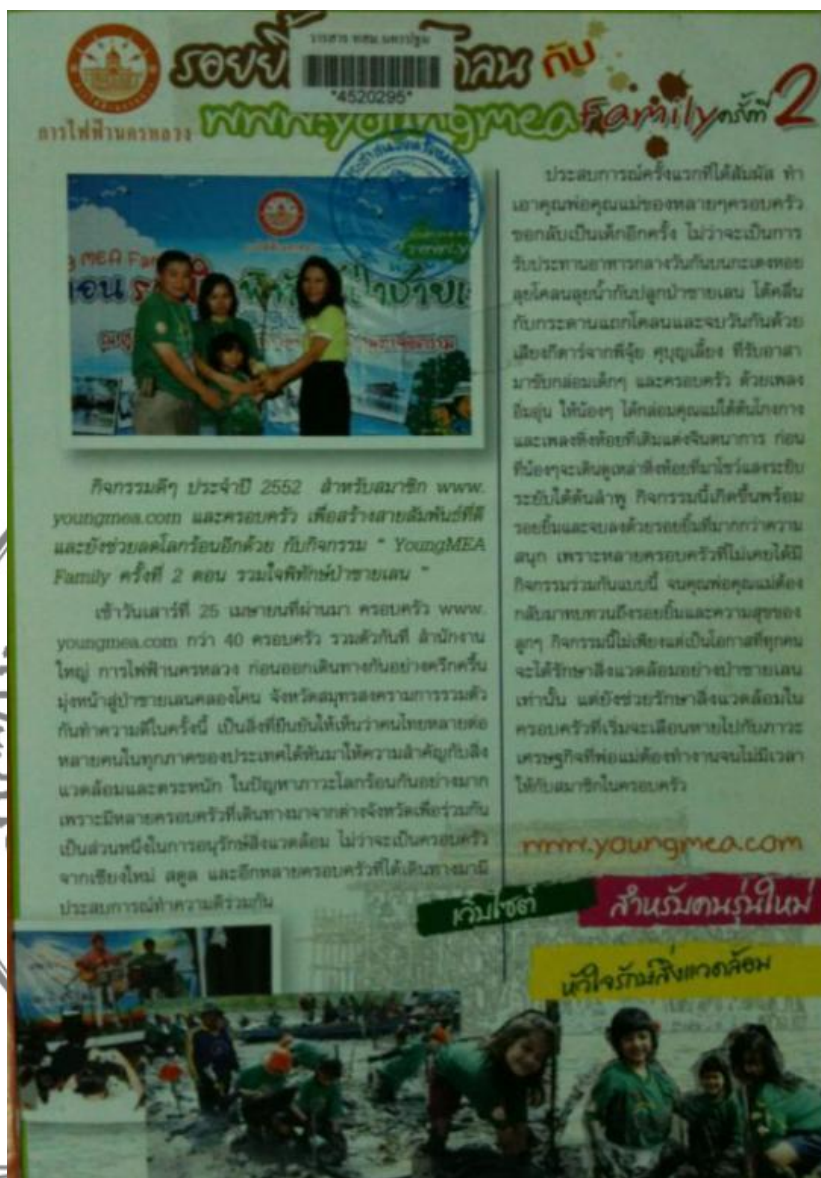 วารสาร ทสม.นครปฐม
*4520295*
รอยยิ้ม
กับ
www.youngmea Family ครั้งที่ 2
การไฟฟ้านครหลวง
กิจกรรมดีๆ ประจำปี 2552 สำหรับสมาชิก www.
youngmea.com และครอบครัว เพื่อสร้างสายสัมพันธ์ที่ดี
และยังช่วยลดโลกร้อนอีกด้วย กับกิจกรรม " YoungMEA
Family ครั้งที่ 2 ตอน รวมใจพิทักษ์ป่าชายเลน "
เช้าวันเสาร์ที่ 25 เมษายนที่ผ่านมา ครอบครัว www.
youngmea.com กว่า 40 ครอบครัว รวมตัวกันที่ สำนักงาน
ใหญ่ การไฟฟ้านครหลวง ก่อนออกเดินทางกันอย่างครึกครื้น
มุ่งหน้าสู่ป่าชายเลนคลองโคน จังหวัดสมุทรสงครามการรวมตัว
กันทำความดีในครั้งนี้ เป็นสิ่งที่ยืนยันให้เห็นว่าคนไทยหลายต่อ
หลายคนในทุกภาคของประเทศได้หันมาให้ความสำคัญกับสิ่ง
แวดล้อมและตระหนัก ในปัญหาภาวะโลกร้อนกันอย่างมาก
เพราะมีหลายครอบครัวที่เดินทางมาจากต่างจังหวัดเพื่อร่วมกัน
เป็นส่วนหนึ่งในการอนุรักษ์สิ่งแวดล้อม ไม่ว่าจะเป็นครอบครัว
จากเชียงใหม่ สตูล และอีกหลายครอบครัวที่ได้เดินทางมามี
ประสบการณ์ทำความดีร่วมกัน
ประสบการณ์ครั้งแรกที่ได้สัมผัส ทำ
เอาคุณพ่อคุณแม่ของหลายๆครอบครัว
ขอกลับเป็นเด็กอีกครั้ง ไม่ว่าจะเป็นการ
รับประทานอาหารกลางวันกันบนกระเตงหอย
ลุยโคลนลุยน้ำกันปลูกป่าชายเลน โต้คลื่น
กับกระดานแถกโคลนและจบวันกันด้วย
เสียงกีตาร์จากพี่จุ้ย ศุบุญเลี้ยง ที่รับอาสา
มาขับกล่อมเด็กๆ และครอบครัว ด้วยเพลง
อิ่มอุ่น ให้น้องๆ ได้กล่อมคุณแม่ใต้ต้นโกงกาง
และเพลงหิ่งห้อยที่เติมแต่งจินตนาการ ก่อน
ที่น้องๆจะเดินดูเหล่าหิ่งห้อยที่มาโชว์แสงระยิบ
ระยับใต้ต้นลำพู กิจกรรมนี้เกิดขึ้นพร้อม
รอยยิ้มและจบลงด้วยรอยยิ้มที่มากกว่าความ
สนุก เพราะหลายครอบครัวที่ไม่เคยได้มี
กิจกรรมร่วมกันแบบนี้ จนคุณพ่อคุณแม่ต้อง
กลับมาทบทวนถึงรอยยิ้มและความสุขของ
ลูกๆ กิจกรรมนี้ไม่เพียงแต่เป็นโอกาสที่ทุกคน
จะได้รักษาสิ่งแวดล้อมอย่างป่าชายเลน
เท่านั้น แต่ยังช่วยรักษาสิ่งแวดล้อมใน
ครอบครัวที่เริ่มจะเลือนหายไปกับภาวะ
เศรษฐกิจที่พ่อแม่ต้องทำงานจนไม่มีเวลา
ให้กับสมาชิกในครอบครัว
www.youngmea.com
เว็บไซต์ สำหรับคนรุ่นใหม่
หัวใจรักษ์สิ่งแวดล้อม